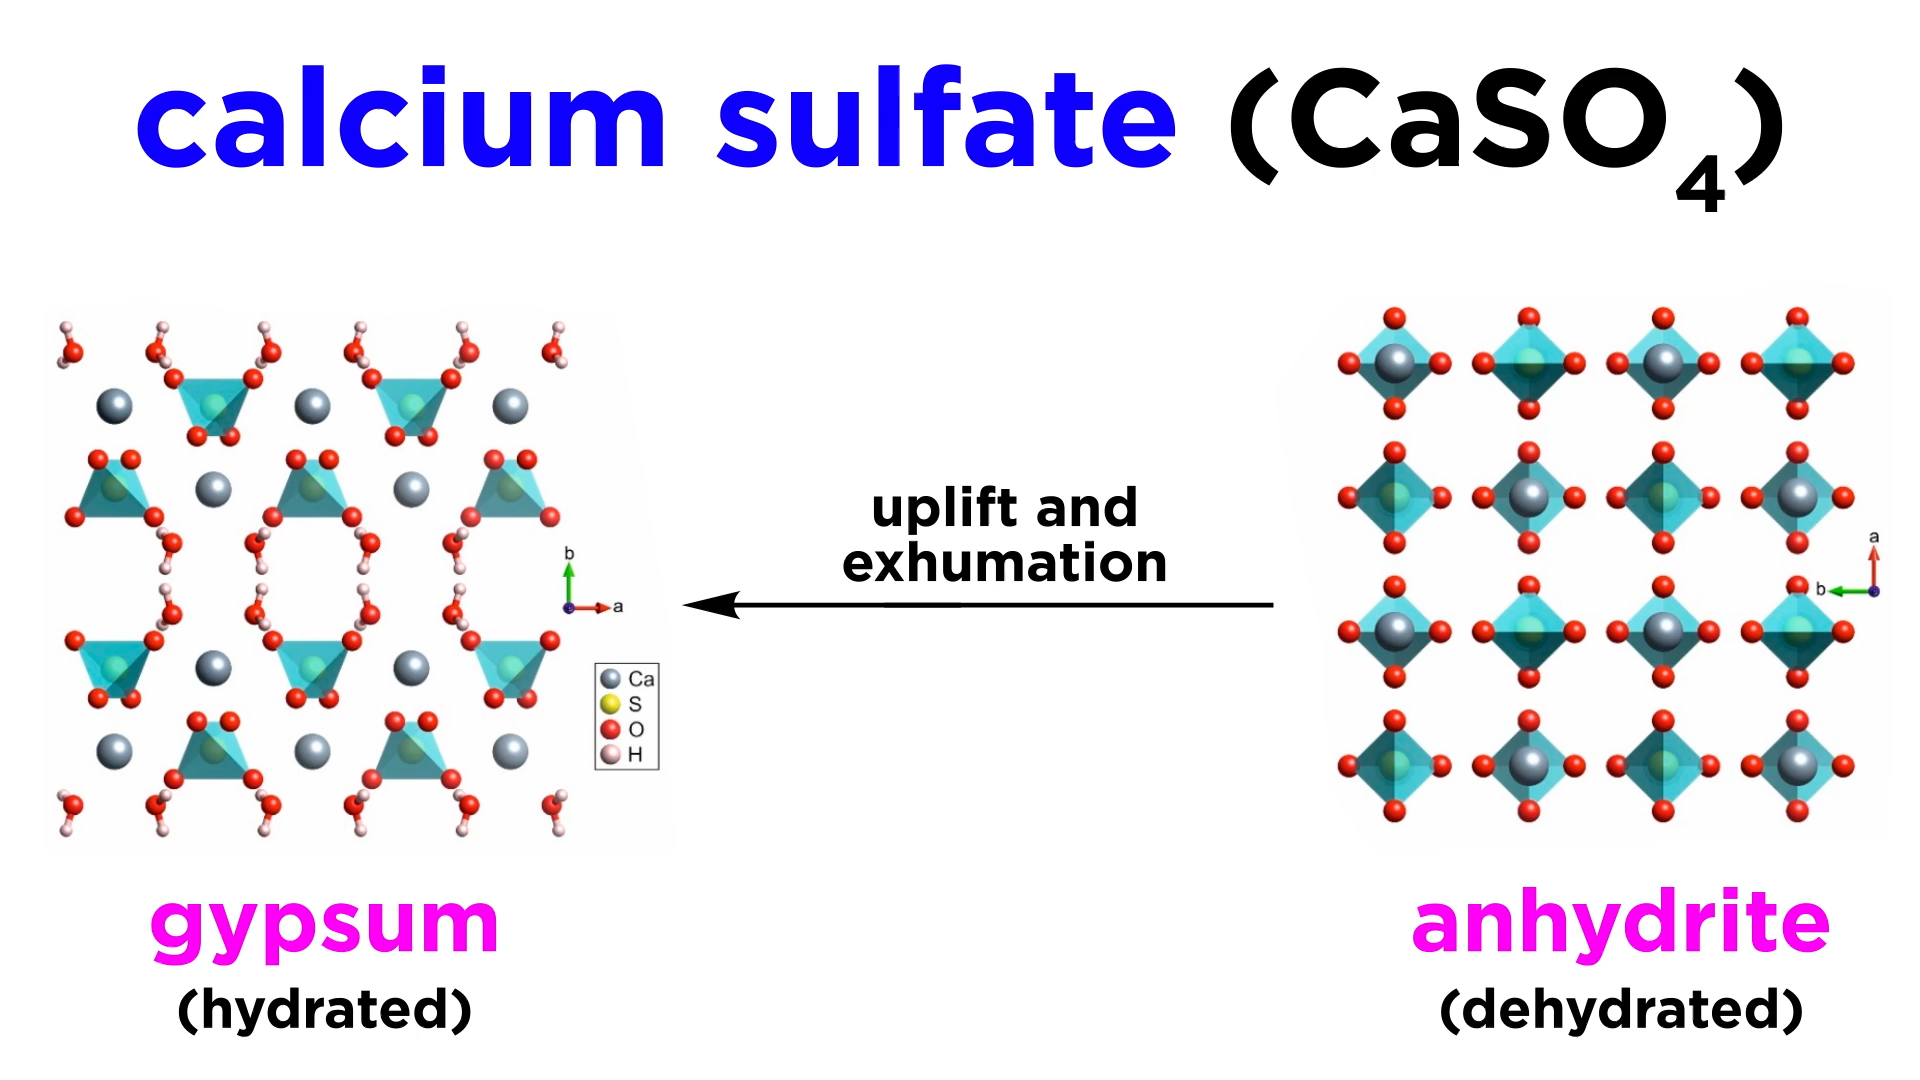 calcium sulfate (CaSO₄)
uplift and
exhumation
b
a
Ca
S
O
H
a
b
gypsum
(hydrated)
anhydrite
(dehydrated)